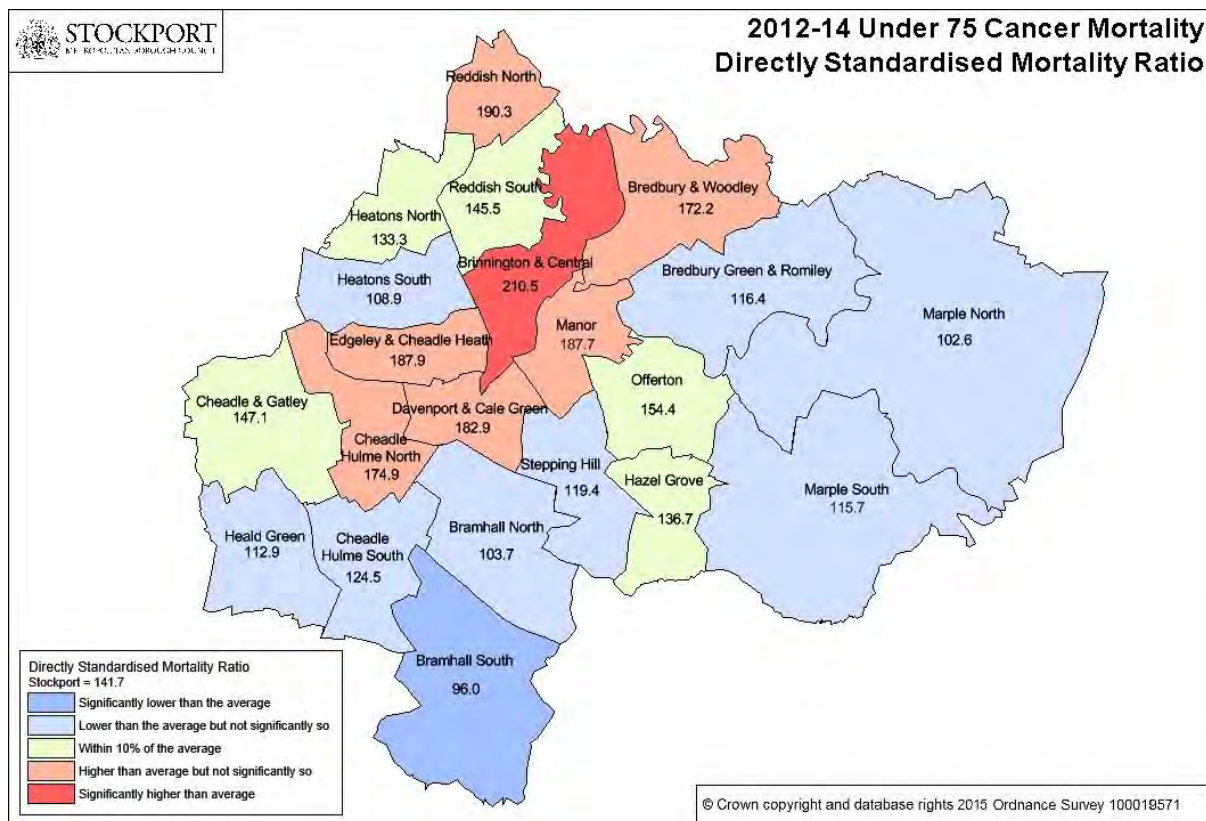 STOCKPORT
METROPOLITAN BOROUGH COUNCIL
2012-14 Under 75 Cancer Mortality
Directly Standardised Mortality Ratio
Reddish North
190.3
Reddish South
145.5
Heatons North
133.3
Bredbury & Woodley
172.2
Brinnington & Central
210.5
Heatons South
108.9
Bredbury Green & Romiley
116.4
Marple North
102.6
Manor
187.7
Edgeley & Cheadle Heath
187.9
Offerton
154.4
Cheadle & Gatley
147.1
Davenport & Cale Green
182.9
Cheadle
Hulme North
174.9
Stepping Hill
119.4
Hazel Grove
136.7
Marple South
115.7
Heald Green
112.9
Cheadle
Hulme South
124.5
Bramhall North
103.7
Bramhall South
96.0
Directly Standardised Mortality Ratio
Stockport = 141.7
Significantly lower than the average
Lower than the average but not significantly so
Within 10% of the average
Higher than average but not significantly so
Significantly higher than average
© Crown copyright and database rights 2015 Ordnance Survey 100019571